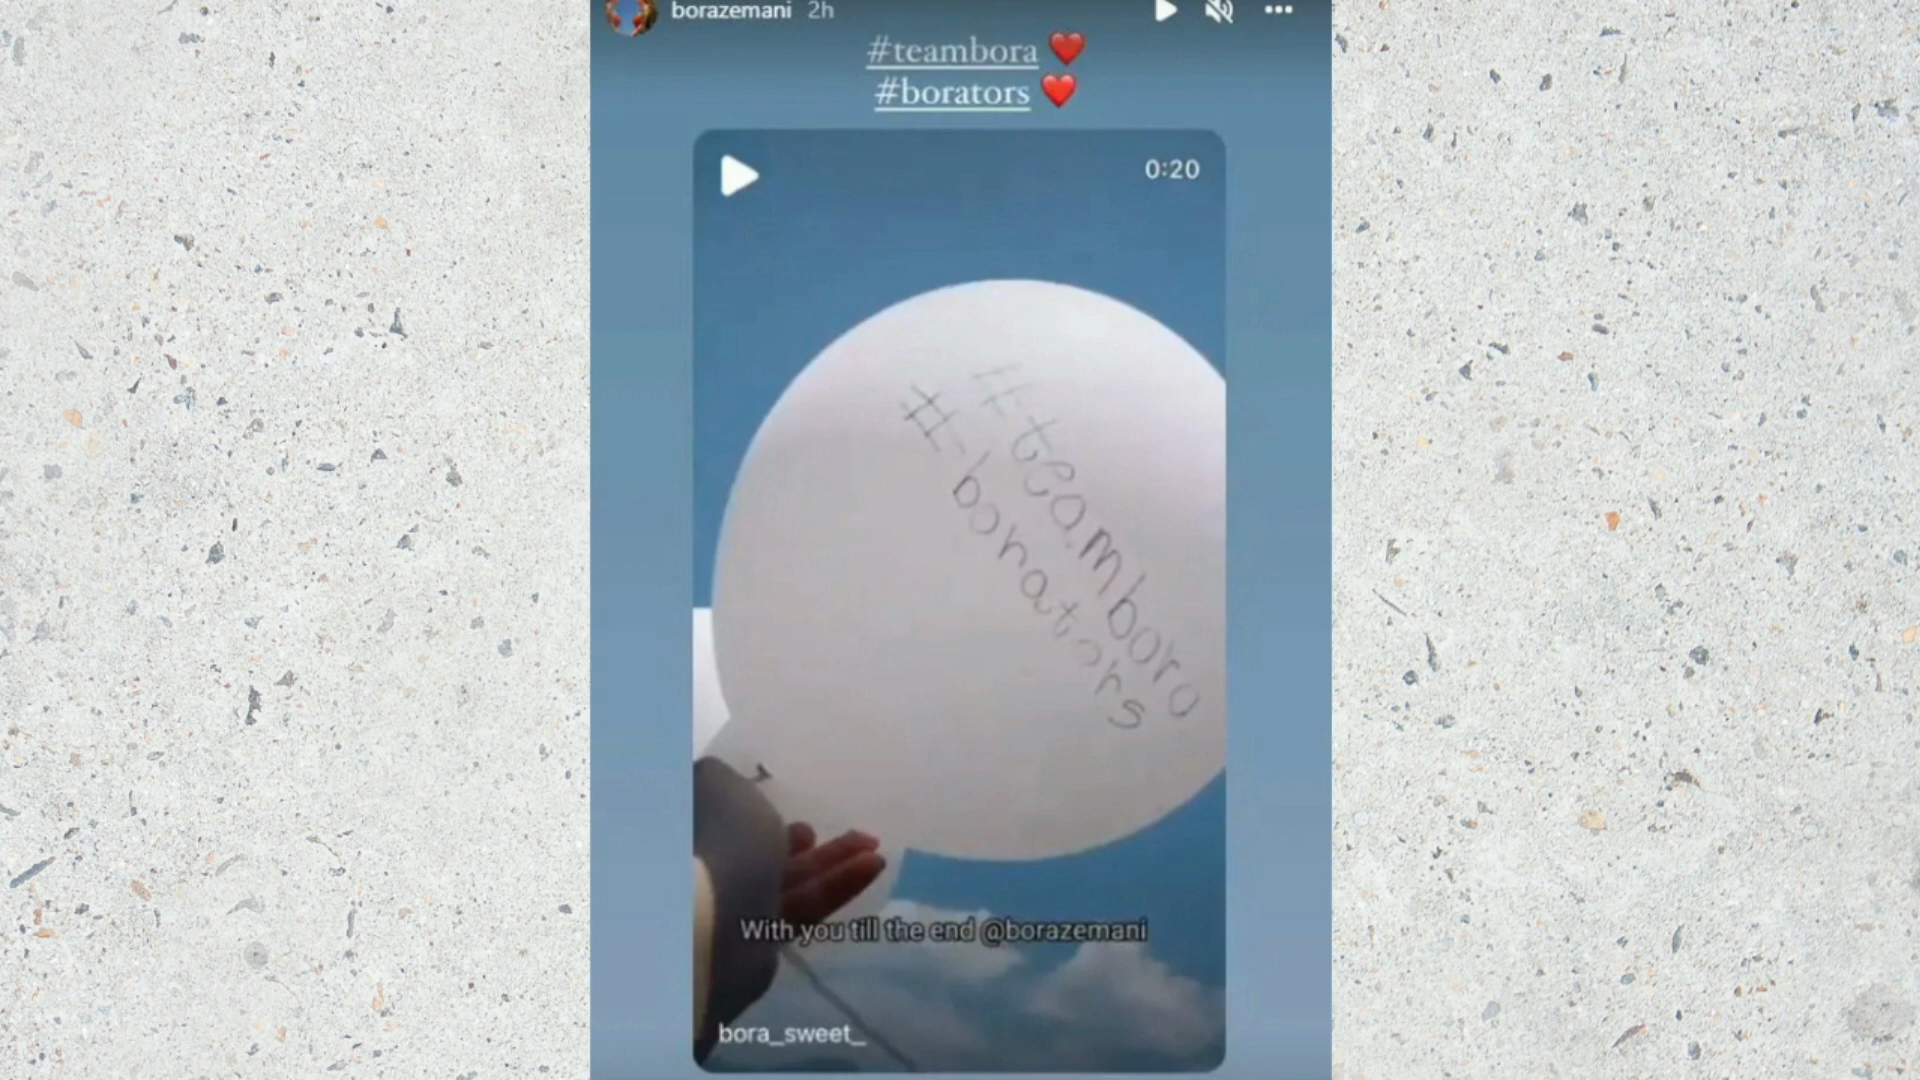 borazemani 2h
#teambora ❤️
#borators ❤️
0:20
#teambora
#borators
With you till the end @borazemani
bora_sweet_